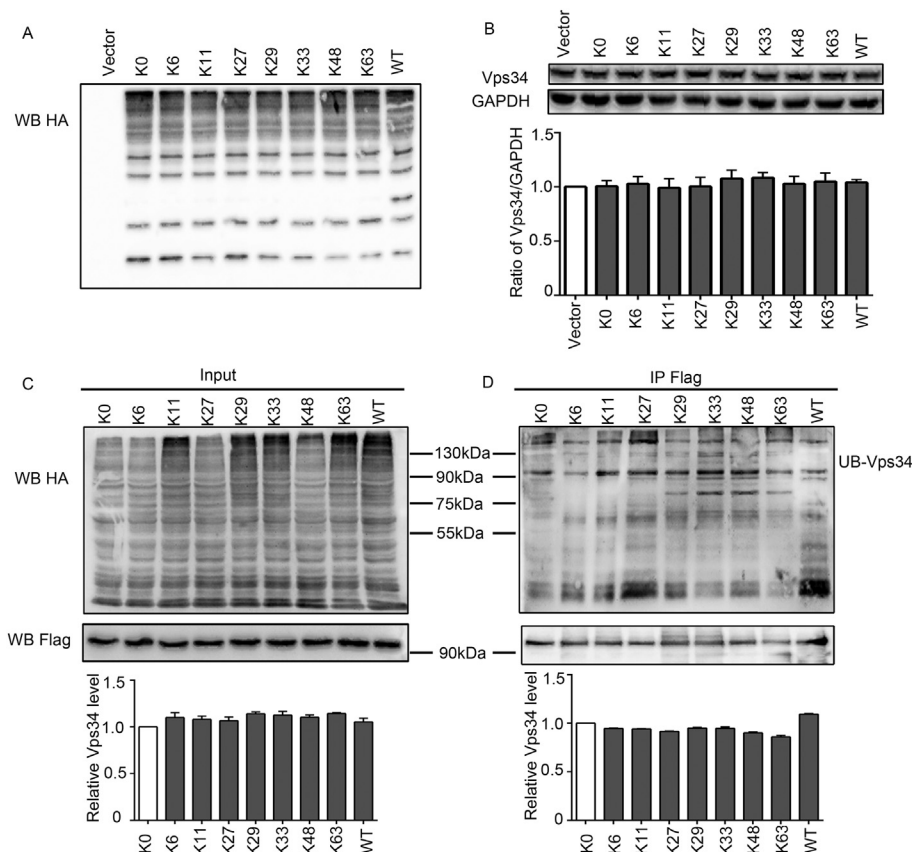 A
Vector
K0
K6
K11
K27
K29
K33
K48
K63
WT
WB HA
B
Vector
K0
K6
K11
K27
K29
K33
K48
K63
WT
Vps34
GAPDH
Ratio of Vps34/GAPDH
1.5
1.0
0.5
0
Vector
K0
K6
K11
K27
K29
K33
K48
K63
WT
C
Input
K0
K6
K11
K27
K29
K33
K48
K63
WT
WB HA
130kDa
90kDa
75kDa
55kDa
WB Flag
90kDa
Relative Vps34 level
1.5
1.0
0.5
0
K0
K6
K11
K27
K29
K33
K48
K63
WT
D
IP Flag
K0
K6
K11
K27
K29
K33
K48
K63
WT
UB-Vps34
Relative Vps34 level
1.5
1.0
0.5
0
K0
K6
K11
K27
K29
K33
K48
K63
WT